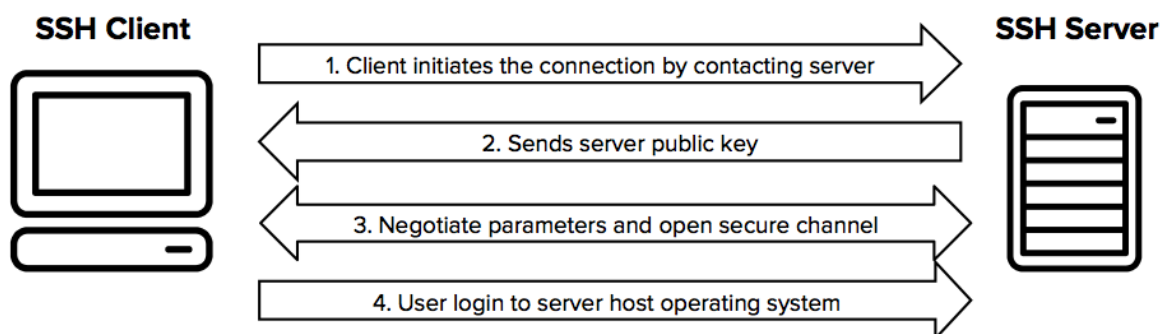 SSH Client
SSH Server
1. Client initiates the connection by contacting server
2. Sends server public key
3. Negotiate parameters and open secure channel
4. User login to server host operating system